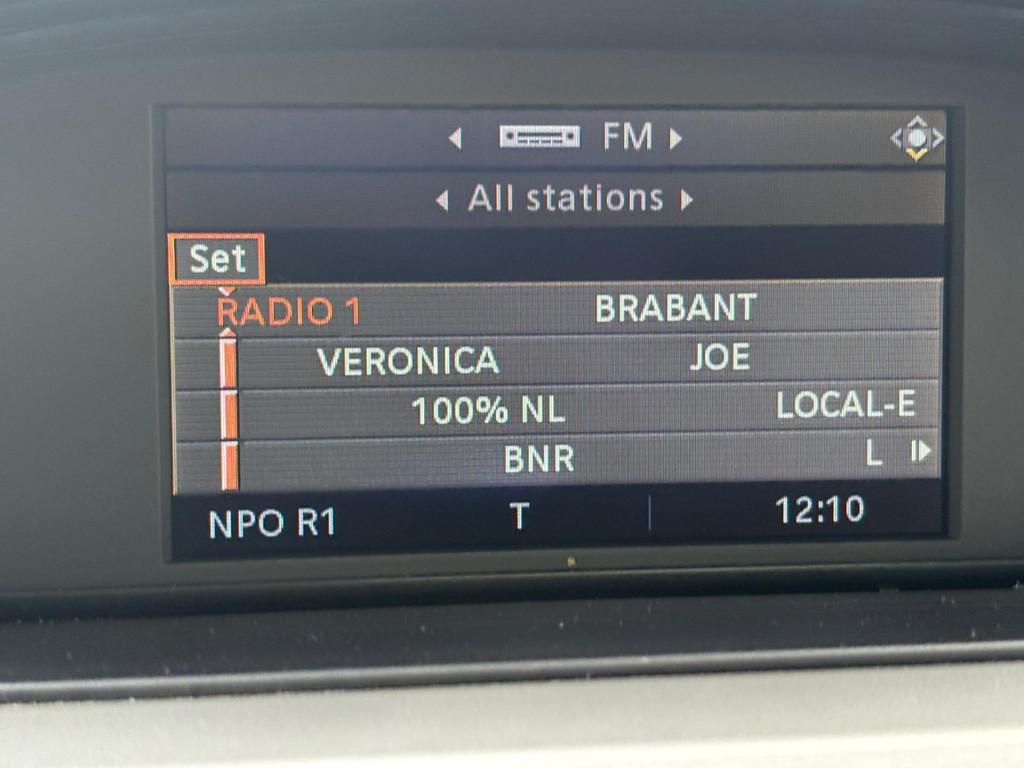 FM
All stations
Set
RADIO 1 BRABANT
VERONICA JOE
100% NL LOCAL-E
BNR L
NPO R1 T 12:10